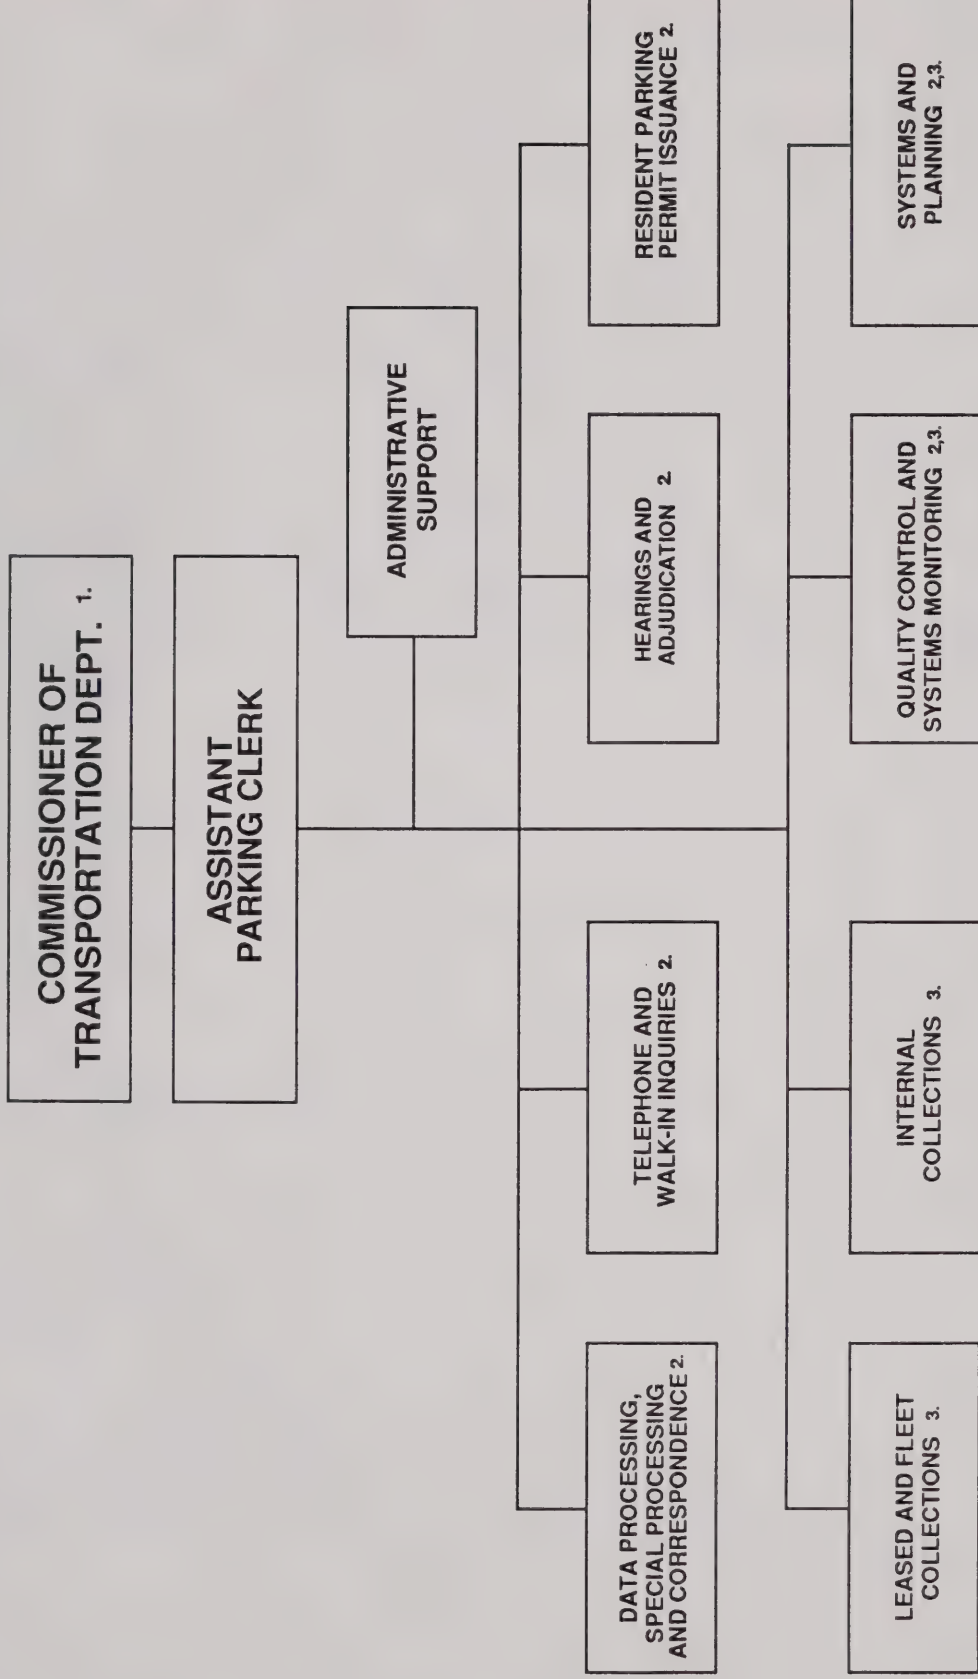 COMMISSIONER OF
TRANSPORTATION DEPT. 1.
ASSISTANT
PARKING CLERK
ADMINISTRATIVE
SUPPORT
DATA PROCESSING,
SPECIAL PROCESSING
AND CORRESPONDENCE 2.
TELEPHONE AND
WALK-IN INQUIRIES 2.
HEARINGS AND
ADJUDICATION 2.
RESIDENT PARKING
PERMIT ISSUANCE 2.
LEASED AND FLEET
COLLECTIONS 3.
INTERNAL
COLLECTIONS 3.
QUALITY CONTROL AND
SYSTEMS MONITORING 2,3.
SYSTEMS AND
PLANNING 2,3.